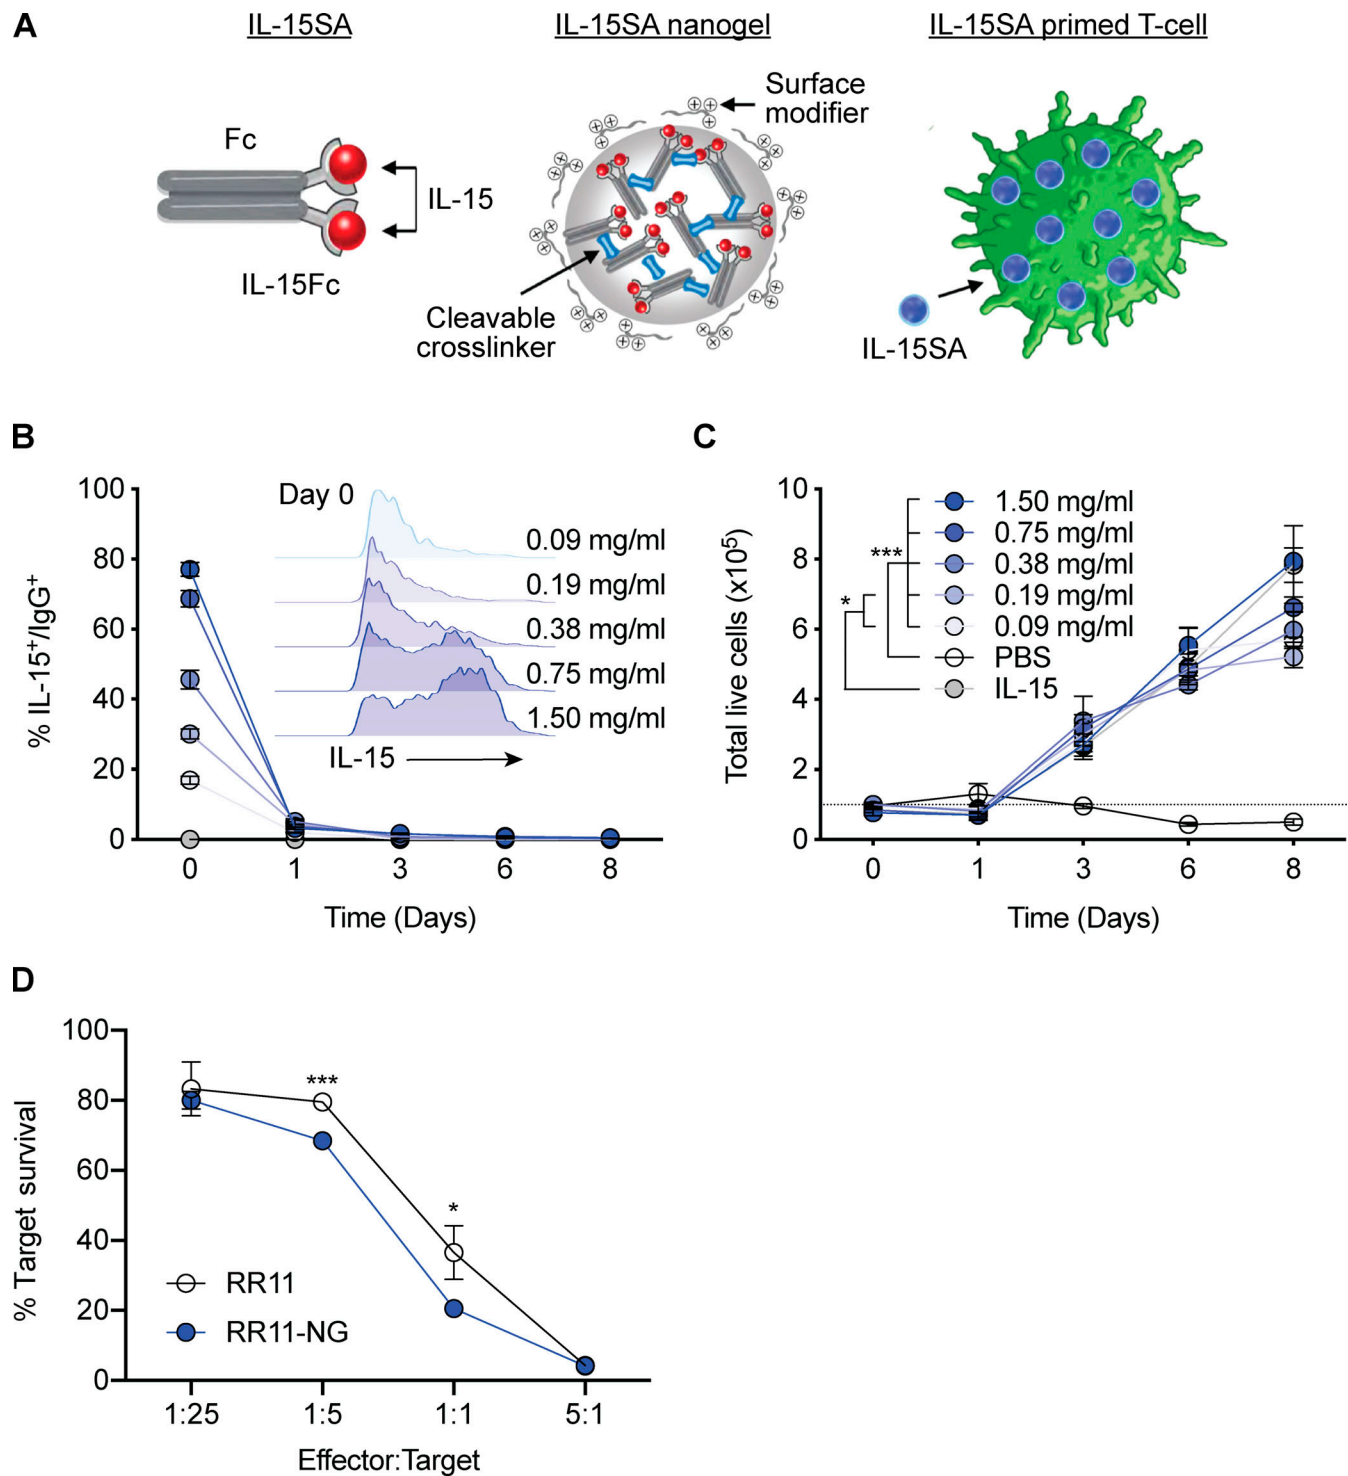 A
IL-15SA
IL-15SA nanogel
IL-15SA primed T-cell
Surface
modifier
Fc
IL-15
IL-15Fc
Cleavable
crosslinker
IL-15SA
B
% IL-15⁺/IgG⁺
100
80
60
40
20
0
Day 0
0.09 mg/ml
0.19 mg/ml
0.38 mg/ml
0.75 mg/ml
1.50 mg/ml
IL-15
0 1 3 6 8
Time (Days)
C
Total live cells (x10⁵)
10
8
6
4
2
0
***
*
1.50 mg/ml
0.75 mg/ml
0.38 mg/ml
0.19 mg/ml
0.09 mg/ml
PBS
IL-15
0 1 3 6 8
Time (Days)
D
% Target survival
100
80
60
40
20
0
***
*
RR11
RR11-NG
1:25 1:5 1:1 5:1
Effector:Target